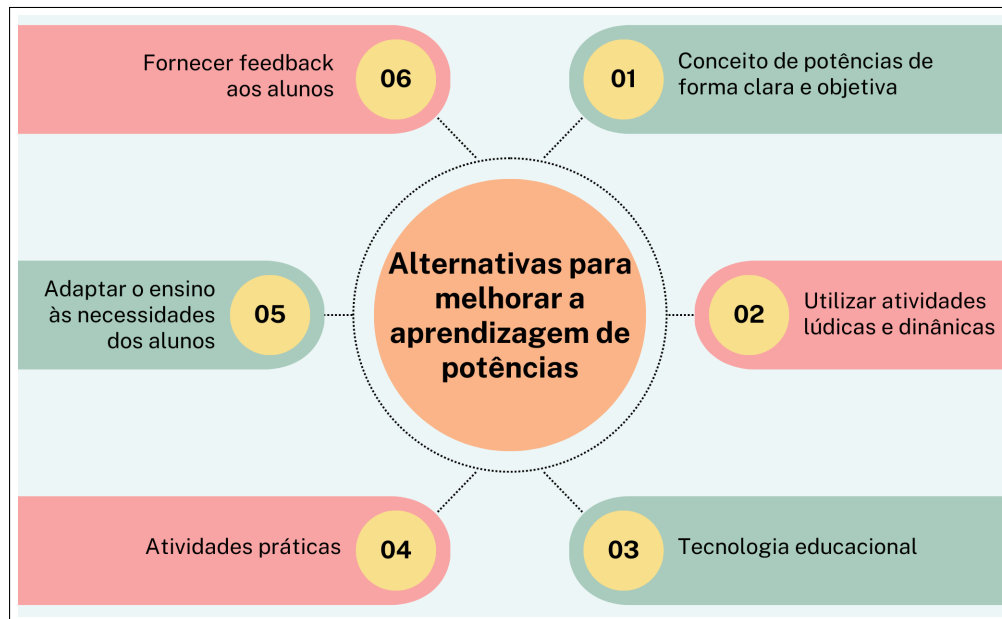 Alternativas para
melhorar a
aprendizagem de
potências
01
Conceito de potências de
forma clara e objetiva
02
Utilizar atividades
lúdicas e dinânicas
03
Tecnologia educacional
04
Atividades práticas
05
Adaptar o ensino
às necessidades
dos alunos
06
Fornecer feedback
aos alunos